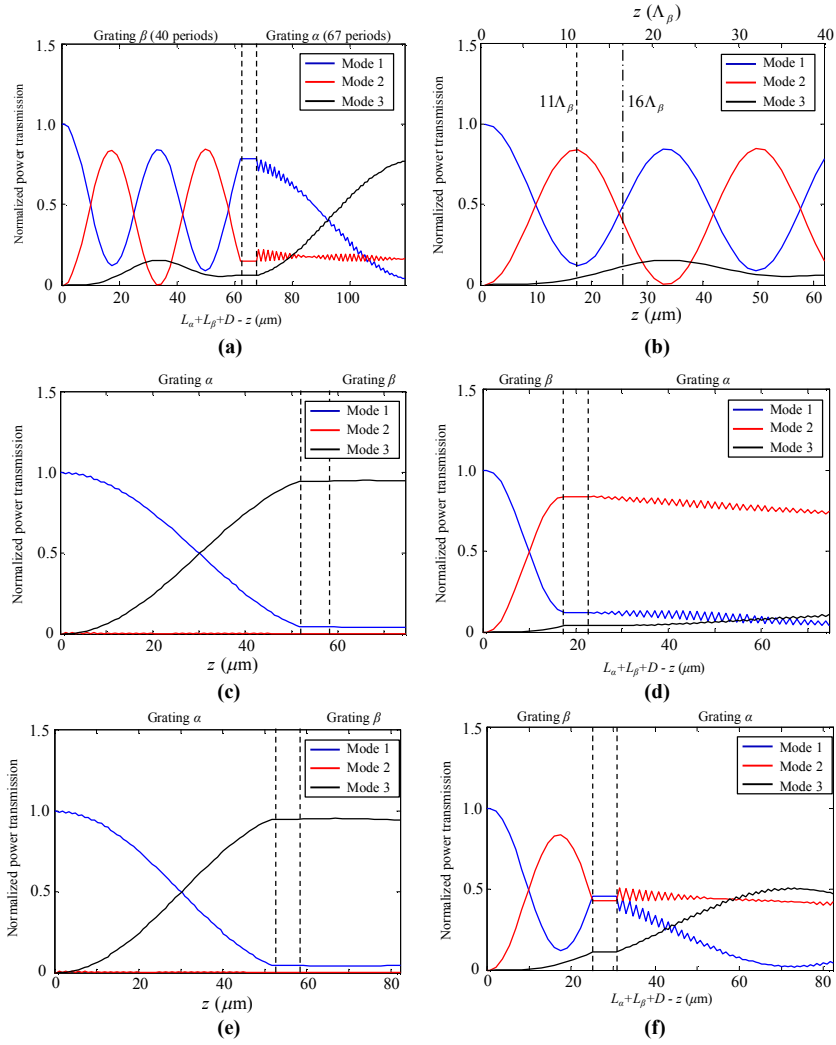 Grating β (40 periods) Grating α (67 periods)
1.5
1.0
0.5
0
Normalized power transmission
Mode 1
Mode 2
Mode 3
0 20 40 60 80 100
Lα+Lβ+D - z (μm)
(a)
z (Λβ)
0 10 20 30 40
1.5
1.0
0.5
0
Normalized power transmission
11Λβ
16Λβ
Mode 1
Mode 2
Mode 3
0 10 20 30 40 50 60
z (μm)
(b)
Grating α Grating β
1.5
1.0
0.5
0
Normalized power transmission
Mode 1
Mode 2
Mode 3
0 20 40 60
z (μm)
(c)
Grating β Grating α
1.5
1.0
0.5
0
Normalized power transmission
Mode 1
Mode 2
Mode 3
0 20 40 60
Lα+Lβ+D - z (μm)
(d)
Grating α Grating β
1.5
1.0
0.5
0
Normalized power transmission
Mode 1
Mode 2
Mode 3
0 10 20 30 40 50 60 70 80
z (μm)
(e)
Grating β Grating α
1.5
1.0
0.5
0
Normalized power transmission
Mode 1
Mode 2
Mode 3
0 20 40 60 80
Lα+Lβ+D - z (μm)
(f)